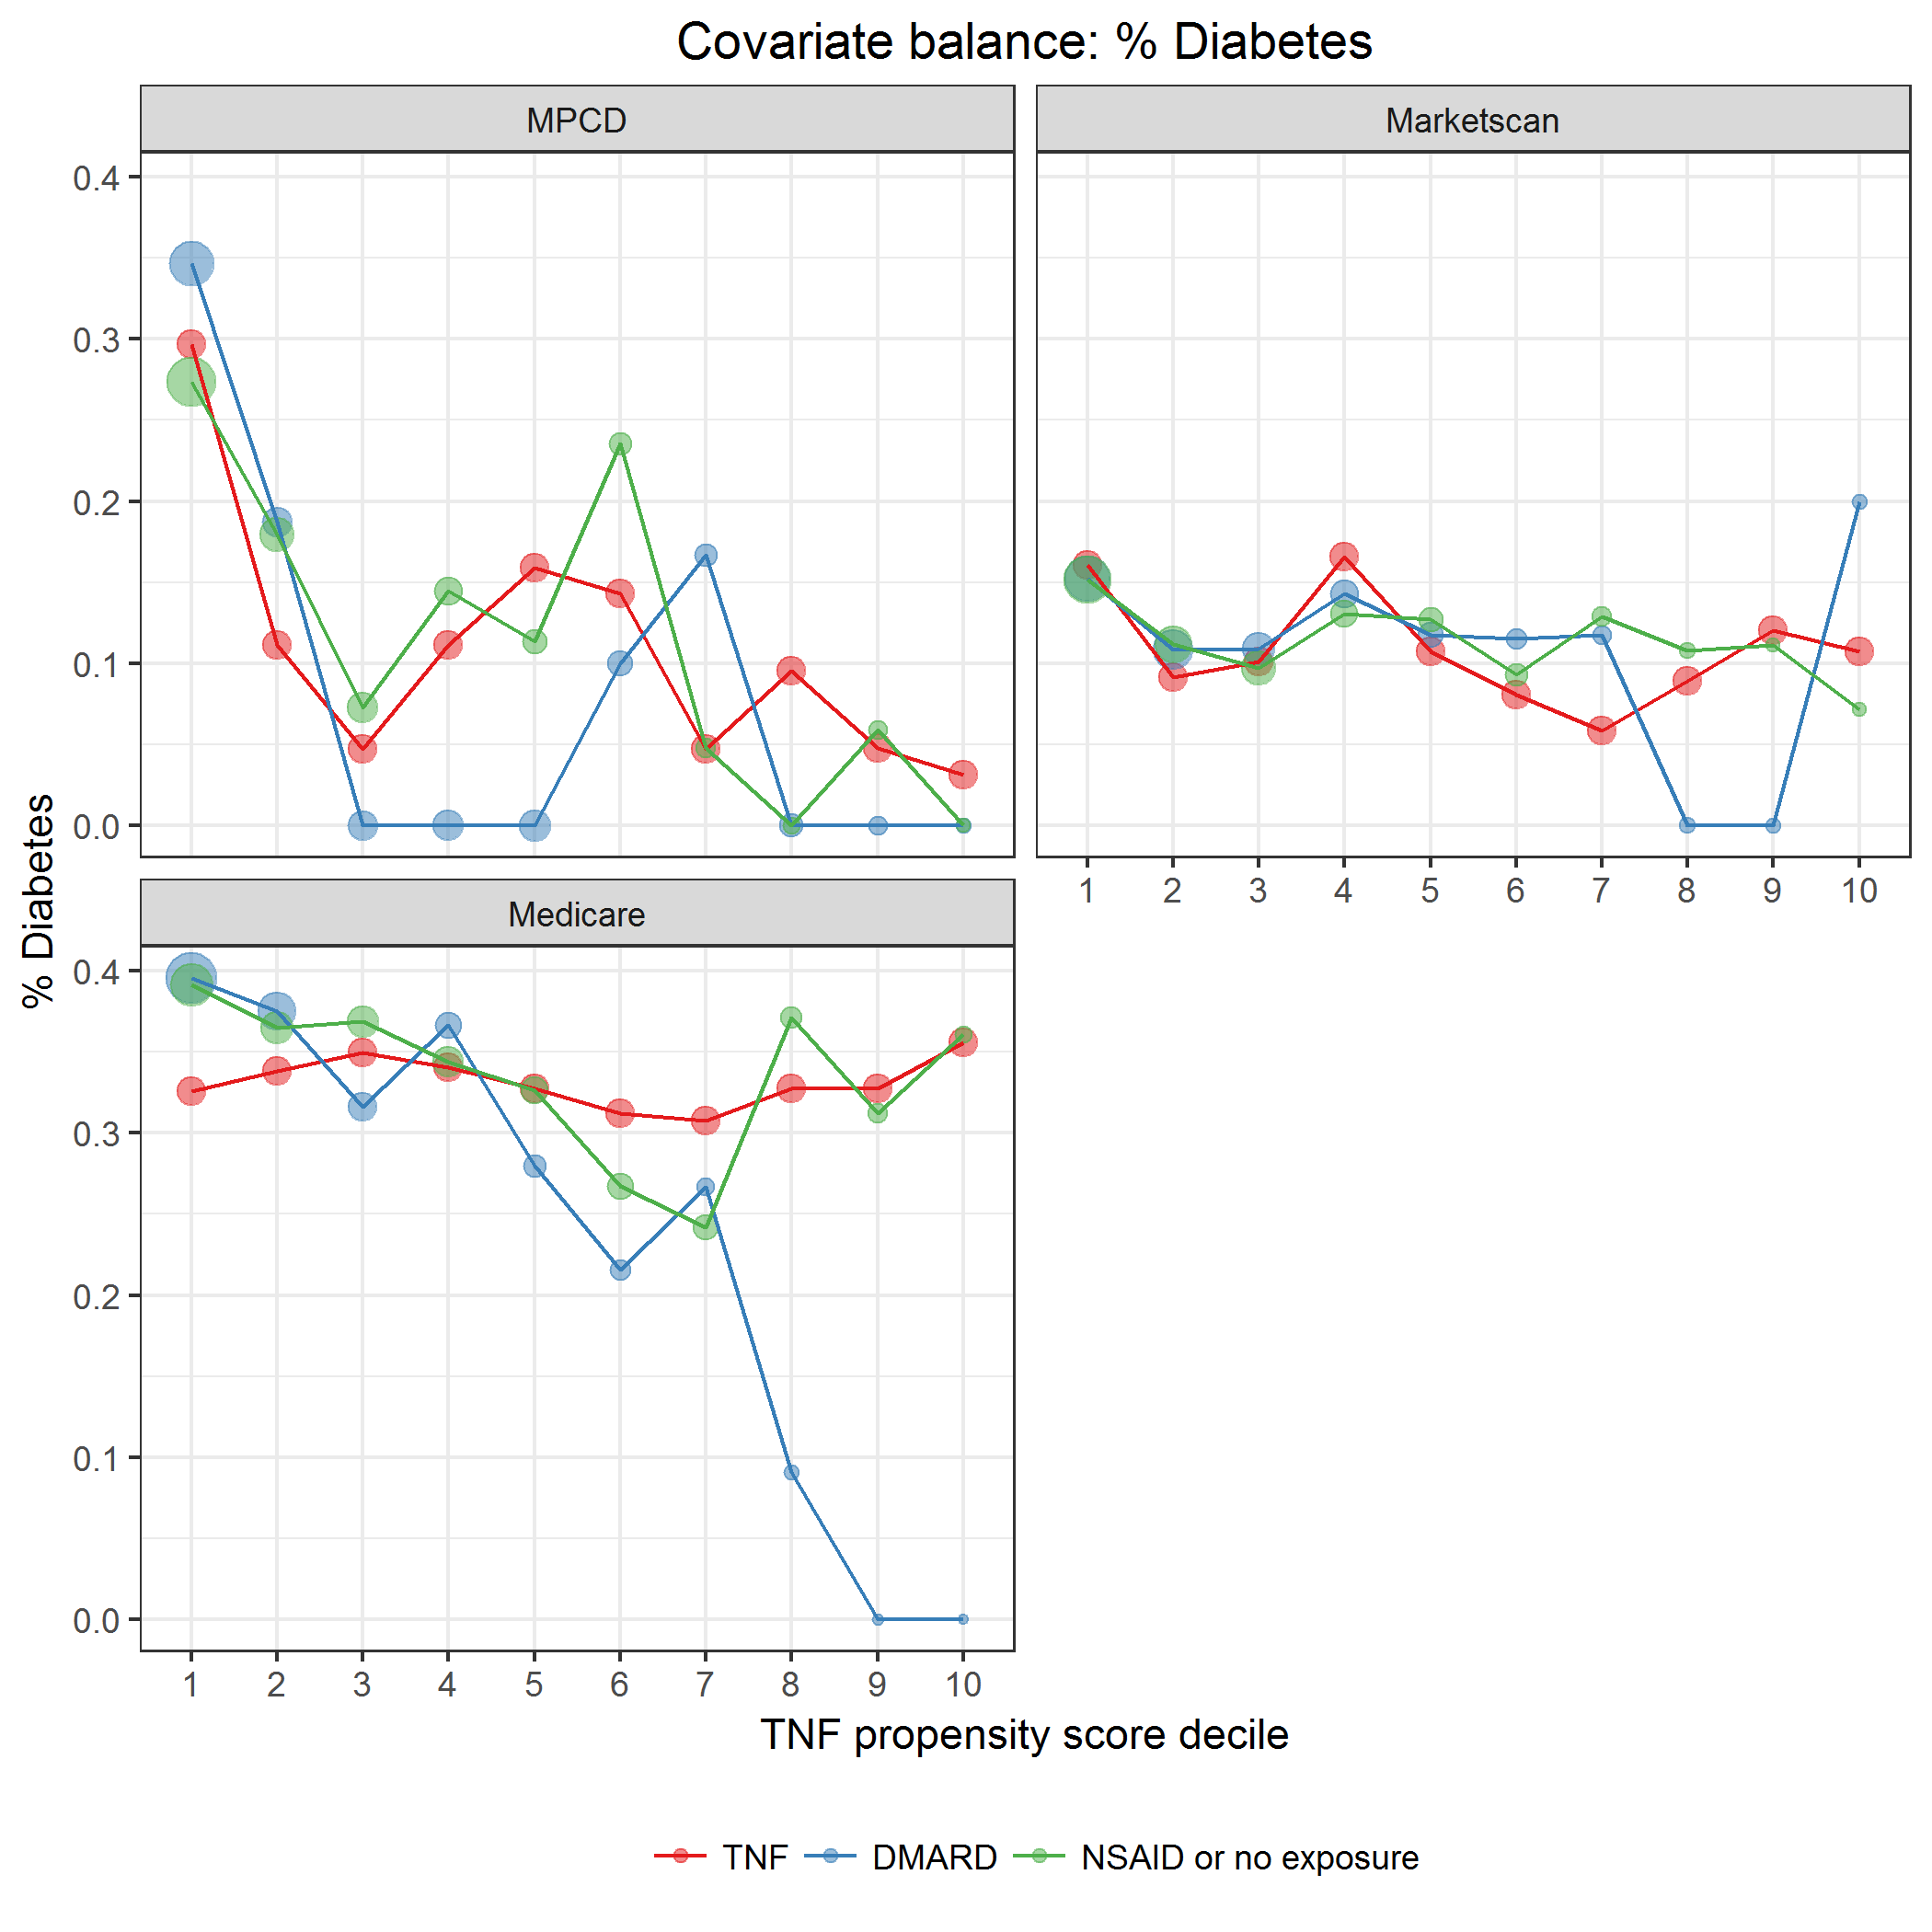 Covariate balance: % Diabetes
MPCD
Marketscan
0.4
0.3
0.2
0.1
0.0
1 2 3 4 5 6 7 8 9 10
Medicare
0.4
0.3
0.2
0.1
0.0
1 2 3 4 5 6 7 8 9 10
% Diabetes
TNF propensity score decile
TNF DMARD NSAID or no exposure